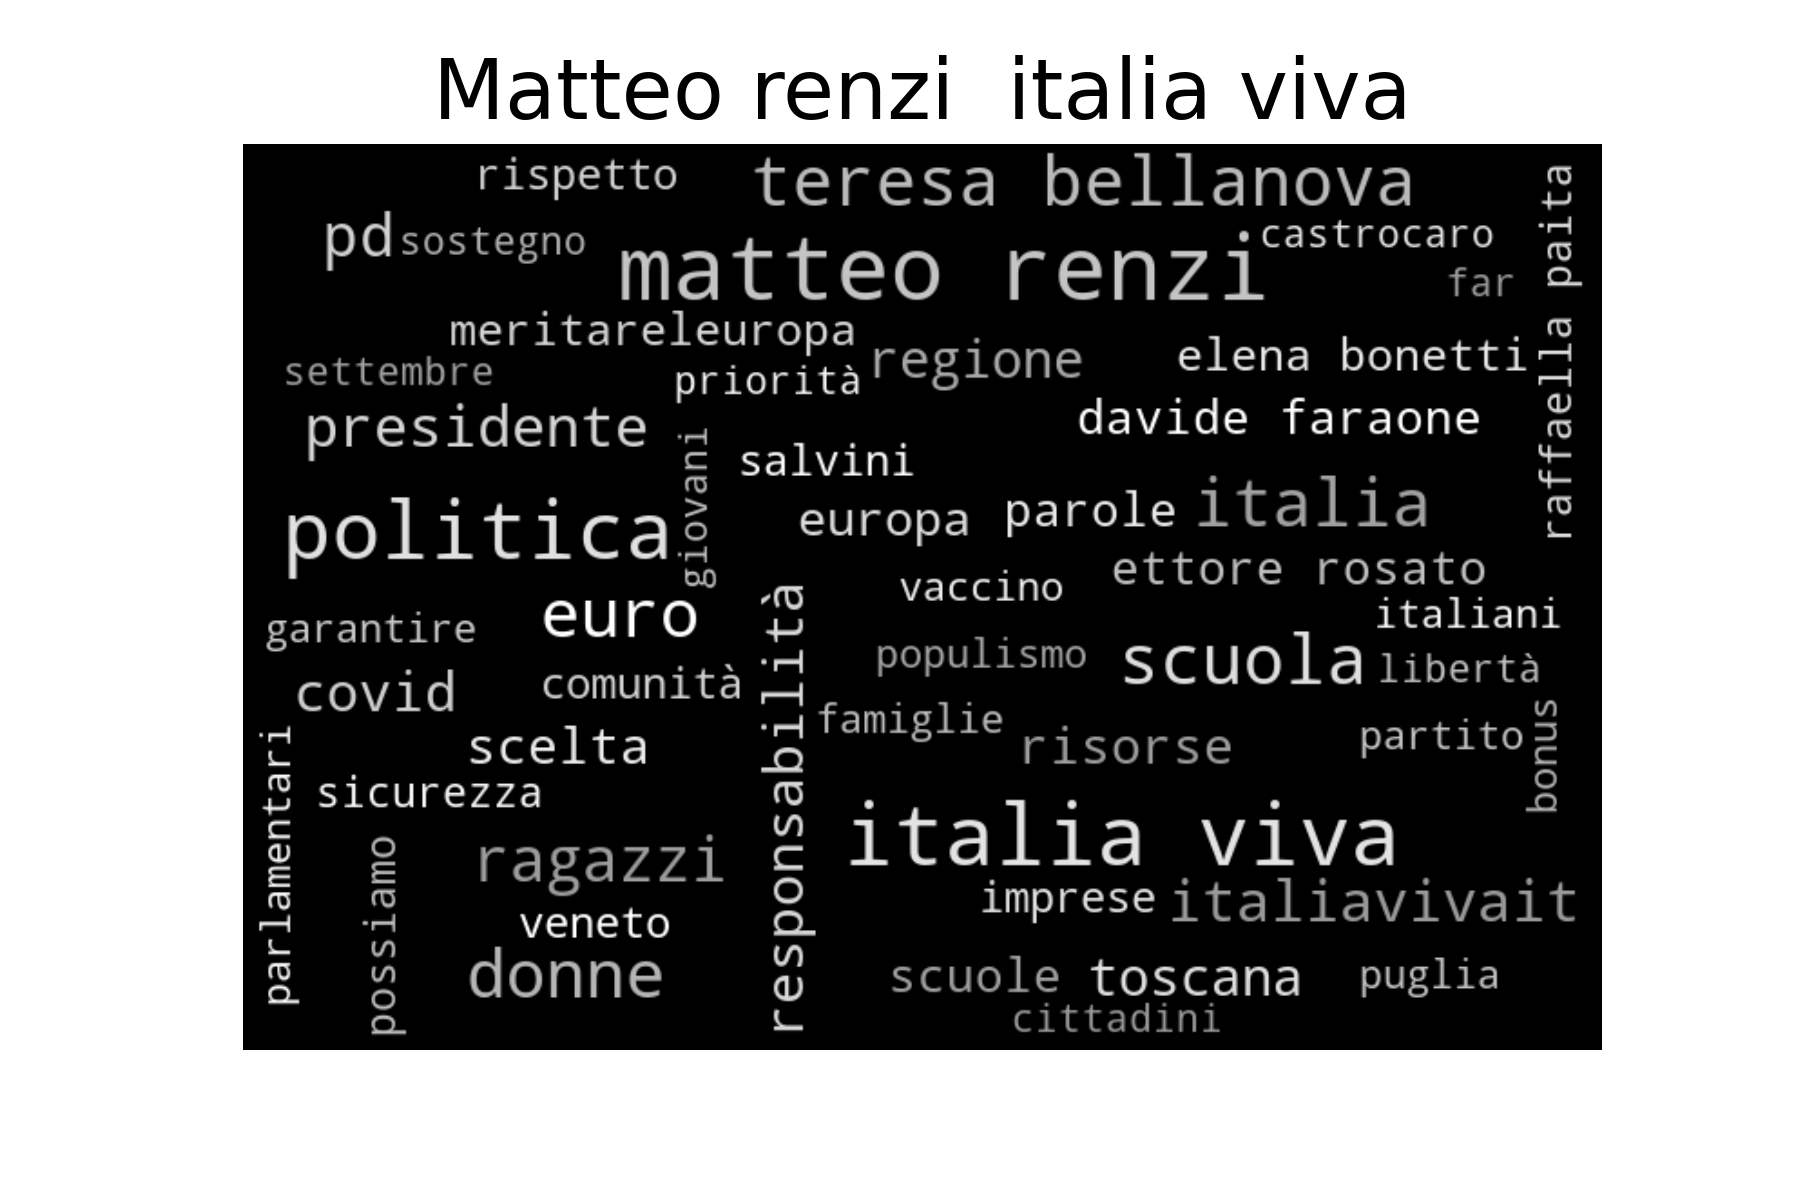 Matteo renzi  italia viva
rispetto
teresa bellanova
pd
sostegno
matteo renzi
castrocaro
far
raffaella paita
meritareleuropa
regione
elena bonetti
settembre
priorità
presidente
davide faraone
giovani
salvini
politica
europa
parole
italia
vaccino
ettore rosato
garantire
euro
italiani
responsabilità
populismo
scuola
libertà
covid
comunità
famiglie
risorse
partito
bonus
scelta
parlamentari
sicurezza
italia viva
possiamo
ragazzi
imprese
italiavivait
veneto
donne
scuole
toscana
puglia
cittadini